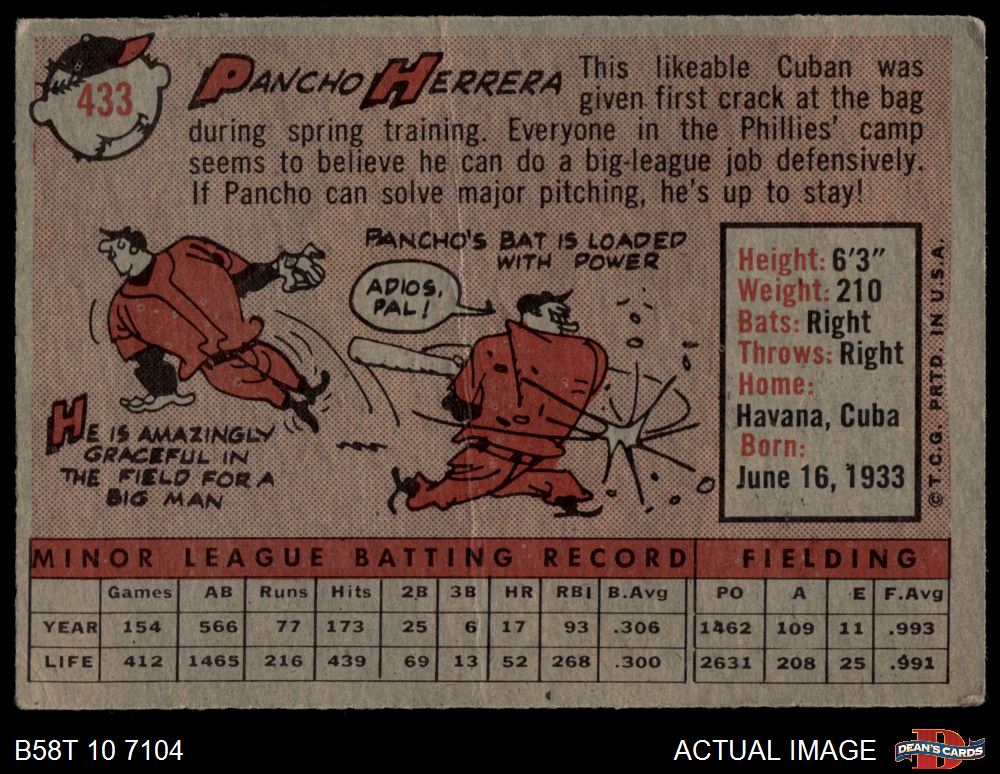 433
PANCHO HERRERA
This likeable Cuban was
given first crack at the bag
during spring training. Everyone in the Phillies' camp
seems to believe he can do a big-league job defensively.
If Pancho can solve major pitching, he's up to stay!
PANCHO'S BAT IS LOADED
WITH POWER
ADIOS,
PAL!
HE IS AMAZINGLY
GRACEFUL IN
THE FIELD FOR A
BIG MAN
Height: 6'3"
Weight: 210
Bats: Right
Throws: Right
Home:
Havana, Cuba
Born:
June 16, 1933
© T.C.G. PRTD. IN U.S.A.
MINOR LEAGUE BATTING RECORD FIELDING
Games AB Runs Hits 2B 3B HR RBI B.Avg PO A E F.Avg
YEAR 154 566 77 173 25 6 17 93 .306 1462 109 11 .993
LIFE 412 1465 216 439 69 13 52 268 .300 2631 208 25 .991
B58T 10 7104
ACTUAL IMAGE
DEAN'S CARDS